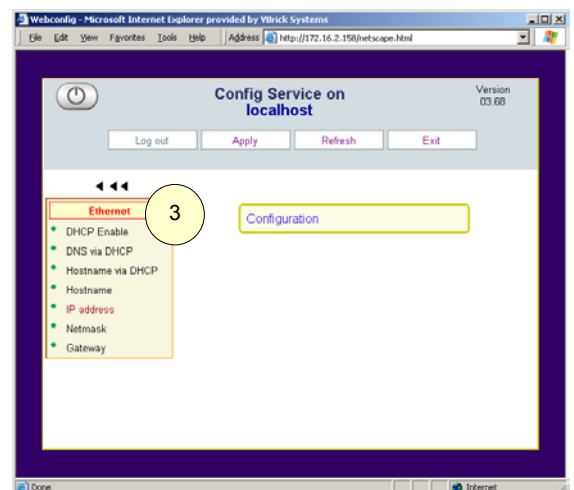 Webconfig - Microsoft Internet Explorer provided by VBrick Systems
File Edit View Favorites Tools Help Address http://172.16.2.158/netscape.html
Config Service on
localhost
Version
03.68
Log out Apply Refresh Exit
Ethernet
3
Configuration
DHCP Enable
DNS via DHCP
Hostname via DHCP
Hostname
IP address
Netmask
Gateway
Done Internet